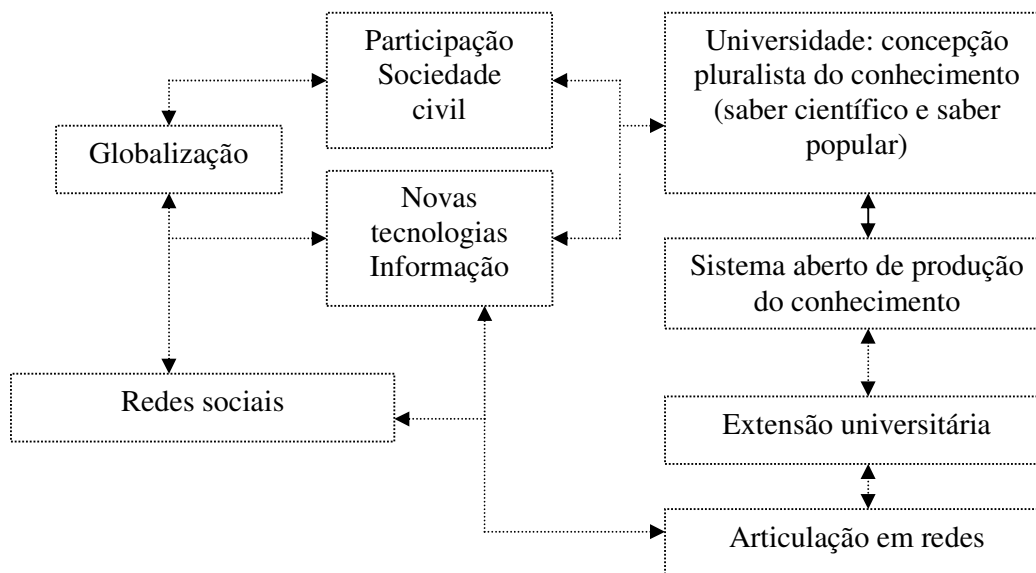 Participação
Sociedade
civil
Universidade: concepção
pluralista do conhecimento
(saber científico e saber
popular)
Globalização
Novas
tecnologias
Informação
Sistema aberto de produção
do conhecimento
Redes sociais
Extensão universitária
Articulação em redes